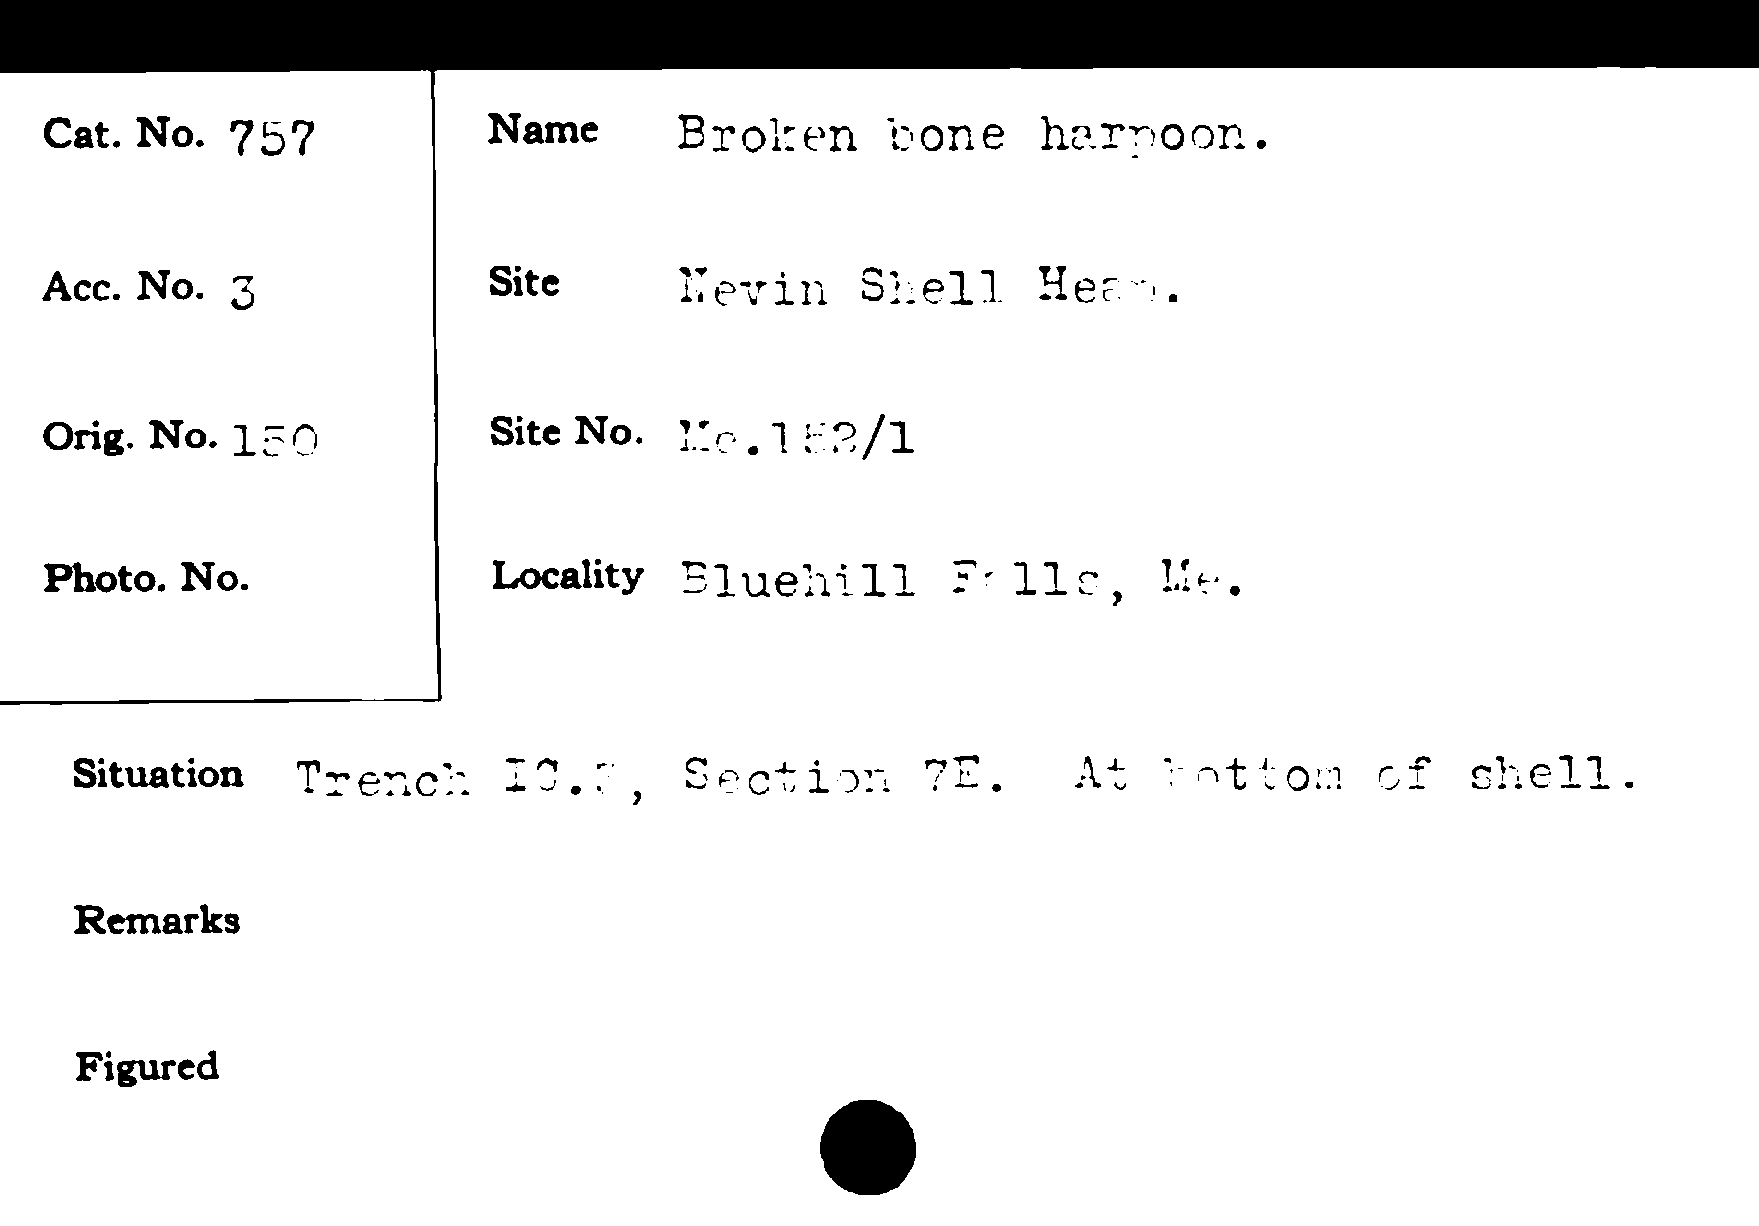 Cat. No. 757
Name Broken bone harpoon.
Acc. No. 3
Site Nevin Shell Heap.
Orig. No. 150
Site No. Me.152/1
Photo. No.
Locality Bluehill Falls, Me.
Situation Trench Section 7E. At bottom of shell.
Remarks
Figured